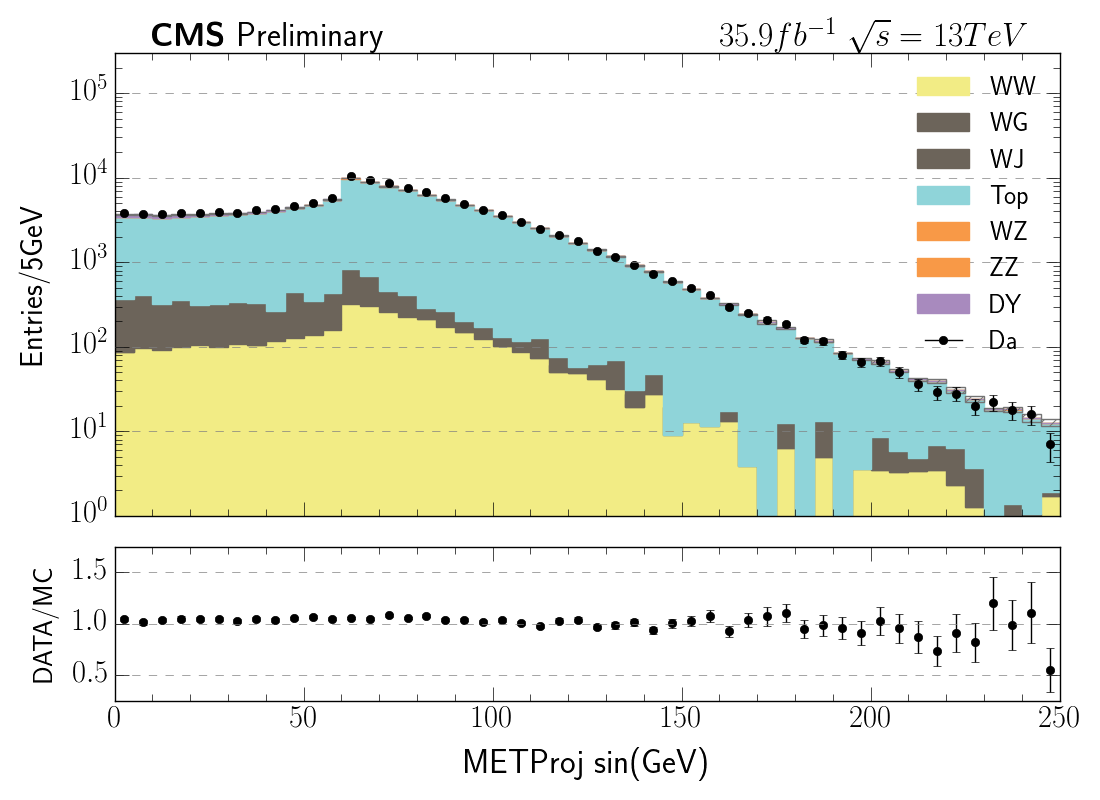 CMS Preliminary
35.9fb⁻¹ √s = 13TeV
Entries/5GeV
10⁵
10⁴
10³
10²
10¹
10⁰
WW
WG
WJ
Top
WZ
ZZ
DY
Da
DATA/MC
1.5
1.0
0.5
0 50 100 150 200 250
METProj sin(GeV)